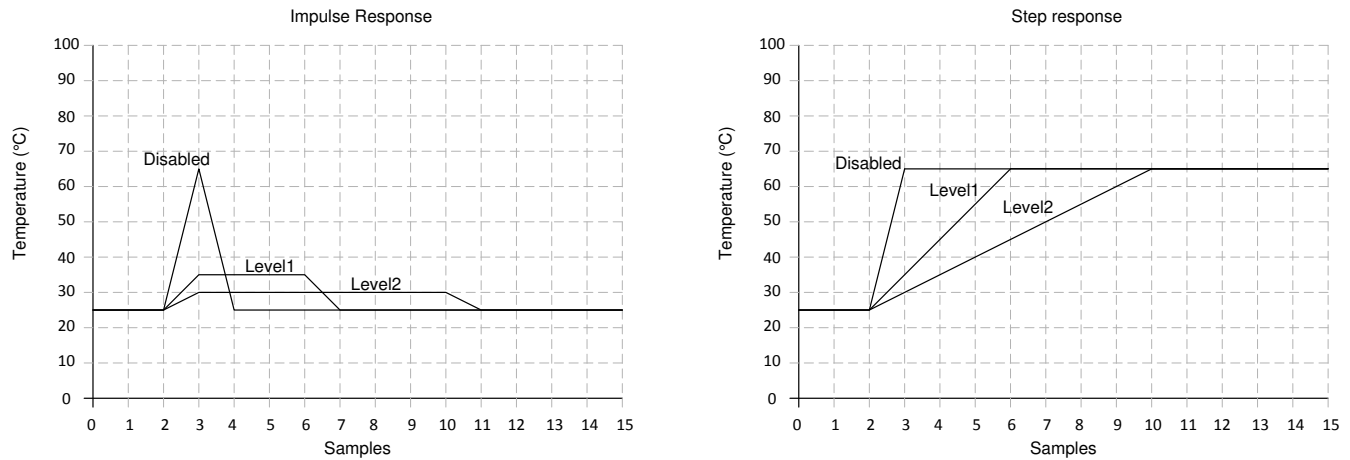 Impulse Response
100
90
80
70
60
50
40
30
20
10
0
Temperature (°C)
Disabled
Level1
Level2
0 1 2 3 4 5 6 7 8 9 10 11 12 13 14 15
Samples
Step response
100
90
80
70
60
50
40
30
20
10
0
Temperature (°C)
Disabled
Level1
Level2
0 1 2 3 4 5 6 7 8 9 10 11 12 13 14 15
Samples